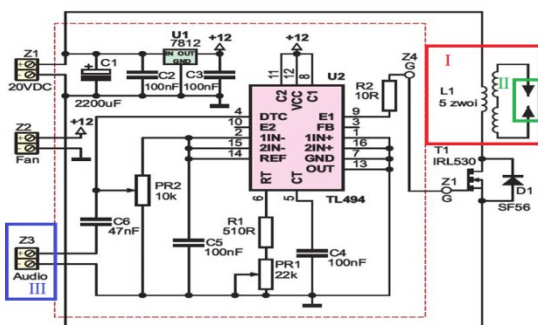 U1
7812
+12
IN OUT
GND
+12
I
Z1
20VDC
C1
2200uF
C2
100nF
C3
100nF
11
12
8
C2
VCC
C1
U2
Z4
G
R2
10R
II
L1
5 zwoi
Z2
Fan
+12
4
10
2
15
14
DTC
E2
1IN-
2IN-
REF
E1
FB
1IN+
2IN+
GND
OUT
9
3
1
16
7
13
RT
CT
TL494
6
5
T1
IRL530
Z1
G
D1
SF56
PR2
10k
C6
47nF
R1
510R
C5
100nF
PR1
22k
C4
100nF
Z3
Audio
III